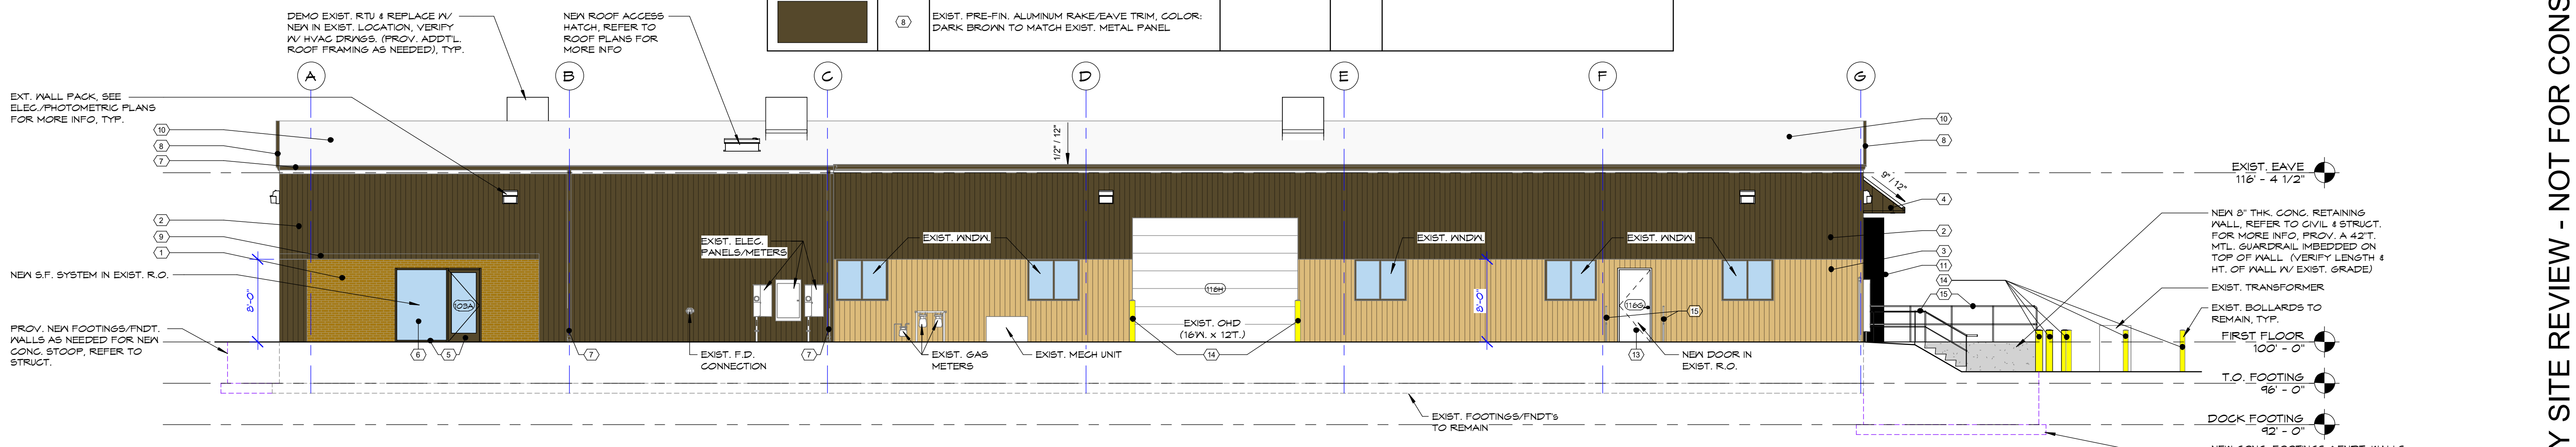 8
EXIST. PRE-FIN. ALUMINUM RAKE/EAVE TRIM, COLOR:
DARK BROWN TO MATCH EXIST. METAL PANEL
DEMO EXIST. RTU & REPLACE W/
NEW IN EXIST. LOCATION, VERIFY
W/ HVAC DRWGS. (PROV. ADDTL.
ROOF FRAMING AS NEEDED), TYP.
NEW ROOF ACCESS
HATCH, REFER TO
ROOF PLANS FOR
MORE INFO
A
B
C
D
E
F
G
EXT. WALL PACK, SEE
ELEC./PHOTOMETRIC PLANS
FOR MORE INFO, TYP.
10
8
7
1/2" / 12"
10
8
EXIST. EAVE
116' - 4 1/2"
9" / 12"
4
2
9
1
2
3
11
14
15
NEW 8" THK. CONC. RETAINING
WALL, REFER TO CIVIL & STRUCT.
FOR MORE INFO, PROV. A 42"T.
MTL. GUARDRAIL IMBEDDED ON
TOP OF WALL (VERIFY LENGTH &
HT. OF WALL W/ EXIST. GRADE)
EXIST. ELEC.
PANELS/METERS
EXIST. WNDW.
EXIST. WNDW.
EXIST. WNDW.
NEW S.F. SYSTEM IN EXIST. R.O.
8'-0"
103A
116H
8'-0"
116G
15
EXIST. TRANSFORMER
EXIST. BOLLARDS TO
REMAIN, TYP.
PROV. NEW FOOTINGS/FNDT.
WALLS AS NEEDED FOR NEW
CONC. STOOP, REFER TO
STRUCT.
EXIST. OHD
(16'W. x 12'T.)
FIRST FLOOR
100' - 0"
6
5
7
EXIST. F.D.
CONNECTION
7
EXIST. GAS
METERS
EXIST. MECH UNIT
14
13
NEW DOOR IN
EXIST. R.O.
T.O. FOOTING
96' - 0"
EXIST. FOOTINGS/FNDT's
TO REMAIN
DOCK FOOTING
92' - 0"
Y SITE REVIEW - NOT FOR CONS